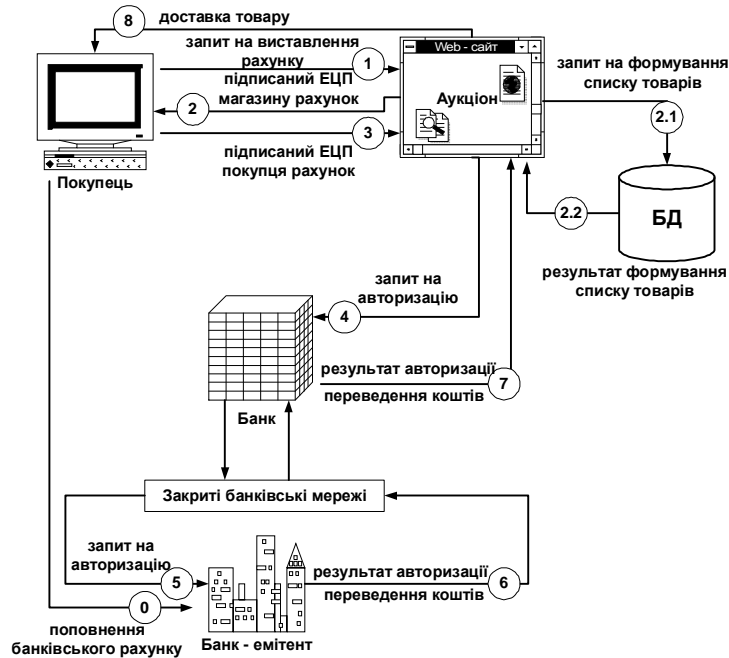 8
доставка товару
запит на виставлення
рахунку
1
підписаний ЕЦП
2
магазину рахунок
3
підписаний ЕЦП
покупця рахунок
Покупець
Web - сайт
Аукціон
запит на формування
списку товарів
2.1
2.2
БД
результат формування
списку товарів
запит на
авторизацію
4
результат авторизації
7
переведення коштів
Банк
Закриті банківські мережі
запит на
авторизацію
5
результат авторизації
6
переведення коштів
0
поповнення
банківського рахунку
Банк - емітент